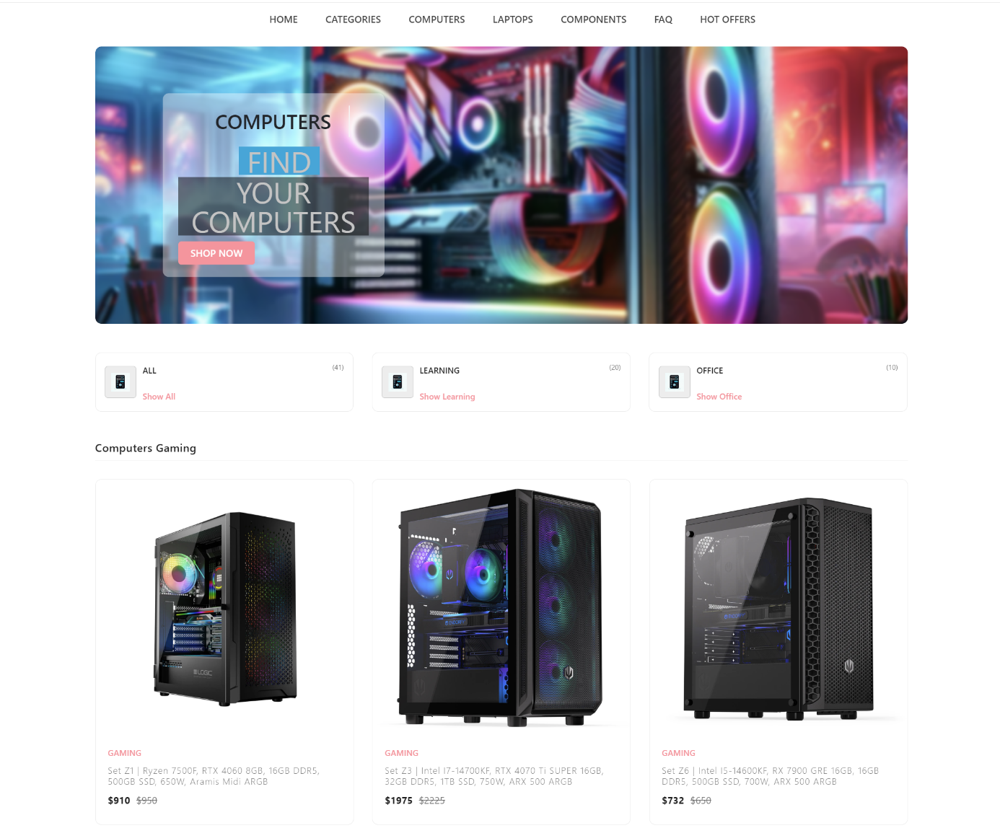 HOME CATEGORIES COMPUTERS LAPTOPS COMPONENTS FAQ HOT OFFERS
COMPUTERS
FIND
YOUR
COMPUTERS
SHOP NOW
ALL
(41)
Show All
LEARNING
(20)
Show Learning
OFFICE
(10)
Show Office
Computers Gaming
LOGIC
GAMING
Set Z1 | Ryzen 7500F, RTX 4060 8GB, 16GB DDR5,
500GB SSD, 650W, Aramis Midi ARGB
$910 $950
GAMING
Set Z3 | Intel I7-14700KF, RTX 4070 Ti SUPER 16GB,
32GB DDR5, 1TB SSD, 750W, ARX 500 ARGB
$1975 $2225
GAMING
Set Z6 | Intel I5-14600KF, RX 7900 GRE 16GB, 16GB
DDR5, 500GB SSD, 700W, ARX 500 ARGB
$732 $650